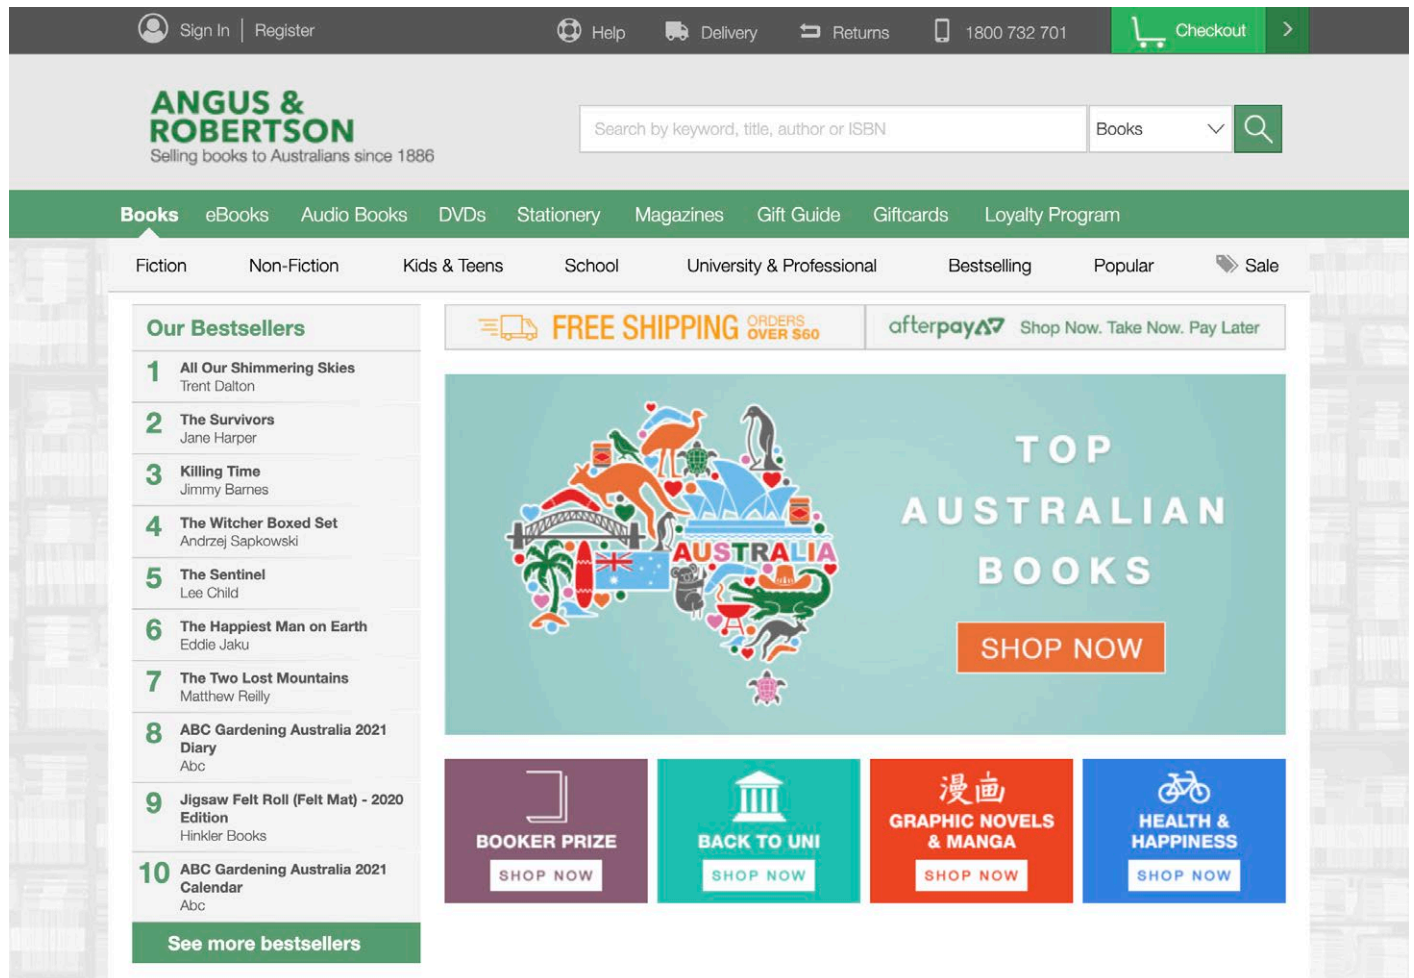 Sign In | Register
Help
Delivery
Returns
1800 732 701
Checkout
ANGUS &
ROBERTSON
Selling books to Australians since 1886
Search by keyword, title, author or ISBN
Books
Books eBooks Audio Books DVDs Stationery Magazines Gift Guide Giftcards Loyalty Program
Fiction Non-Fiction Kids & Teens School University & Professional Bestselling Popular Sale
Our Bestsellers
1 All Our Shimmering Skies
Trent Dalton
2 The Survivors
Jane Harper
3 Killing Time
Jimmy Barnes
4 The Witcher Boxed Set
Andrzej Sapkowski
5 The Sentinel
Lee Child
6 The Happiest Man on Earth
Eddie Jaku
7 The Two Lost Mountains
Matthew Reilly
8 ABC Gardening Australia 2021
Diary
Abc
9 Jigsaw Felt Roll (Felt Mat) - 2020
Edition
Hinkler Books
10 ABC Gardening Australia 2021
Calendar
Abc
See more bestsellers
FREE SHIPPING ORDERS
OVER $60
afterpay Shop Now. Take Now. Pay Later
AUSTRALIA
TOP
AUSTRALIAN
BOOKS
SHOP NOW
BOOKER PRIZE
SHOP NOW
BACK TO UNI
SHOP NOW
漫画
GRAPHIC NOVELS
& MANGA
SHOP NOW
HEALTH &
HAPPINESS
SHOP NOW